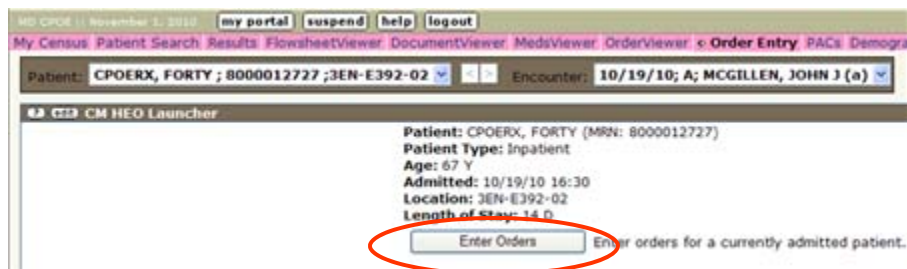 MD CPOE :: November 1, 2010 my portal suspend help logout
My Census Patient Search Results FlowsheetViewer DocumentViewer MedsViewer OrderViewer Order Entry PACs Demogra
Patient: CPOERX, FORTY ; 8000012727 ;3EN-E392-02 < > Encounter: 10/19/10; A; MCGILLEN, JOHN J (a)
? edit CM HEO Launcher
Patient: CPOERX, FORTY (MRN: 8000012727)
Patient Type: Inpatient
Age: 67 Y
Admitted: 10/19/10 16:30
Location: 3EN-E392-02
Length of Stay: 14 D
Enter Orders Enter orders for a currently admitted patient.